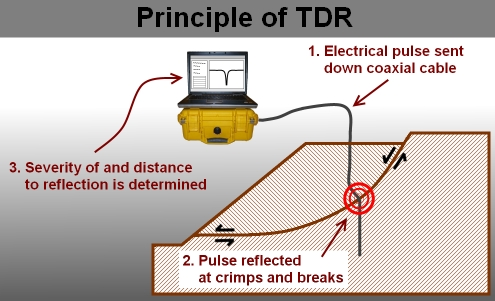 Principle of TDR
1. Electrical pulse sent
down coaxial cable
3. Severity of and distance
to reflection is determined
2. Pulse reflected
at crimps and breaks